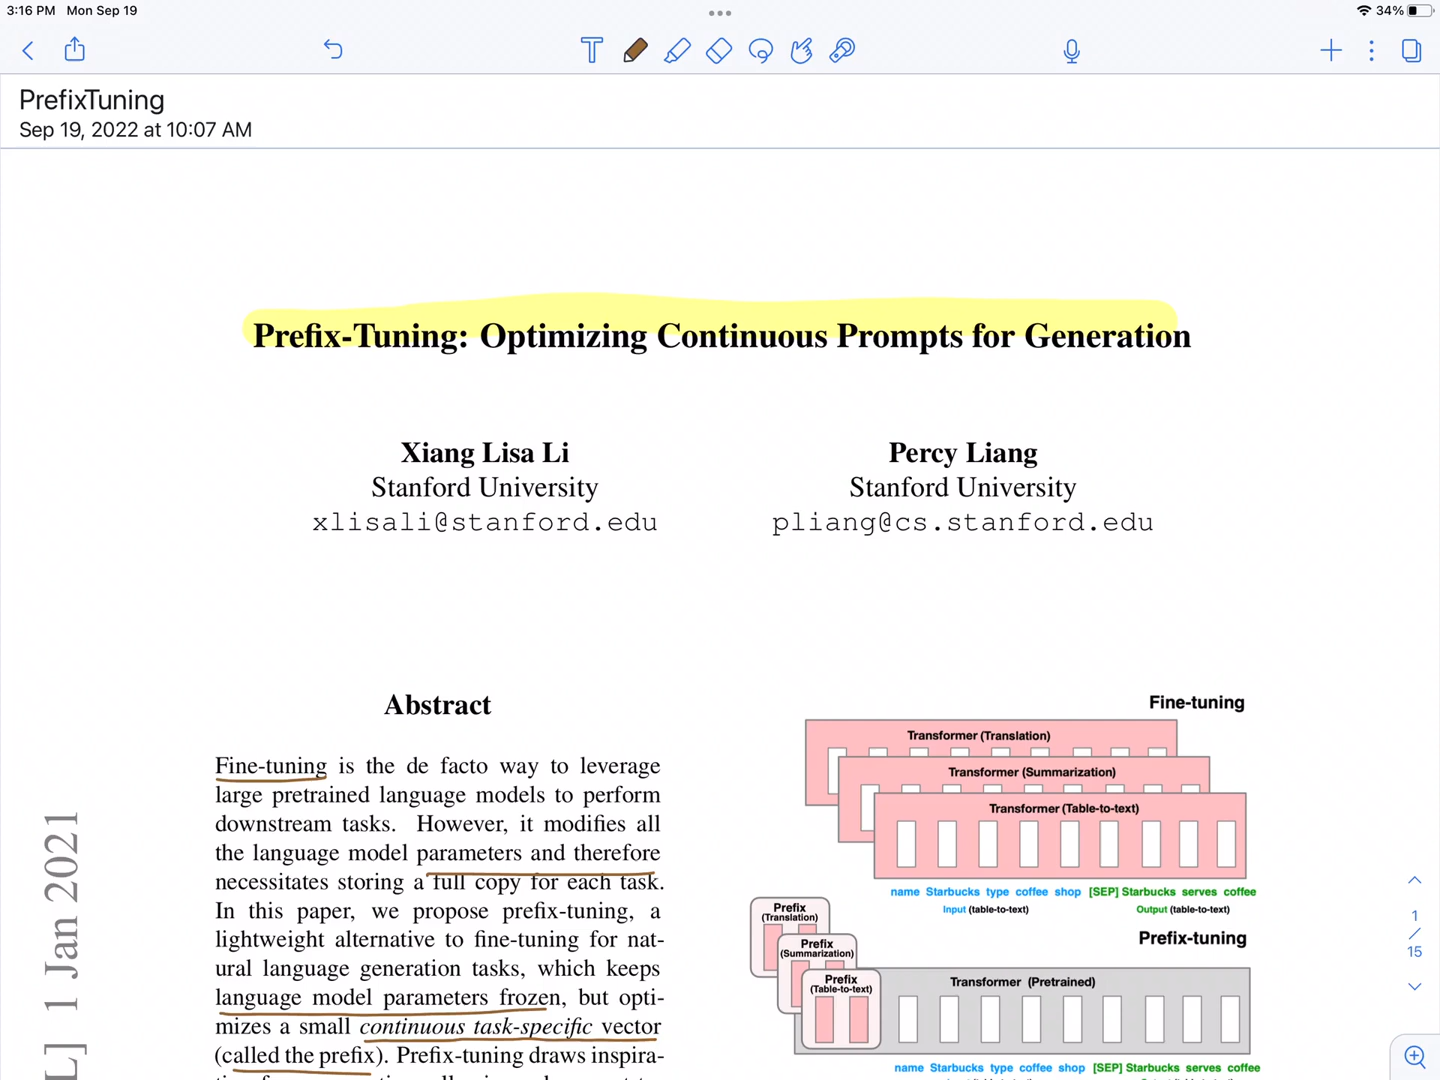 3:16 PM Mon Sep 19
34%
PrefixTuning
Sep 19, 2022 at 10:07 AM
Prefix-Tuning: Optimizing Continuous Prompts for Generation
Xiang Lisa Li
Stanford University
xlisali@stanford.edu
Percy Liang
Stanford University
pliang@cs.stanford.edu
Abstract
Fine-tuning is the de facto way to leverage
large pretrained language models to perform
downstream tasks. However, it modifies all
the language model parameters and therefore
necessitates storing a full copy for each task.
In this paper, we propose prefix-tuning, a
lightweight alternative to fine-tuning for nat-
ural language generation tasks, which keeps
language model parameters frozen, but opti-
mizes a small continuous task-specific vector
(called the prefix). Prefix-tuning draws inspira-
Fine-tuning
Transformer (Translation)
Transformer (Summarization)
Transformer (Table-to-text)
name Starbucks type coffee shop [SEP] Starbucks serves coffee
Input (table-to-text) Output (table-to-text)
Prefix-tuning
Prefix
(Translation)
Prefix
(Summarization)
Prefix
(Table-to-text)
Transformer (Pretrained)
name Starbucks type coffee shop [SEP] Starbucks serves coffee
L] 1 Jan 2021
1
/
15